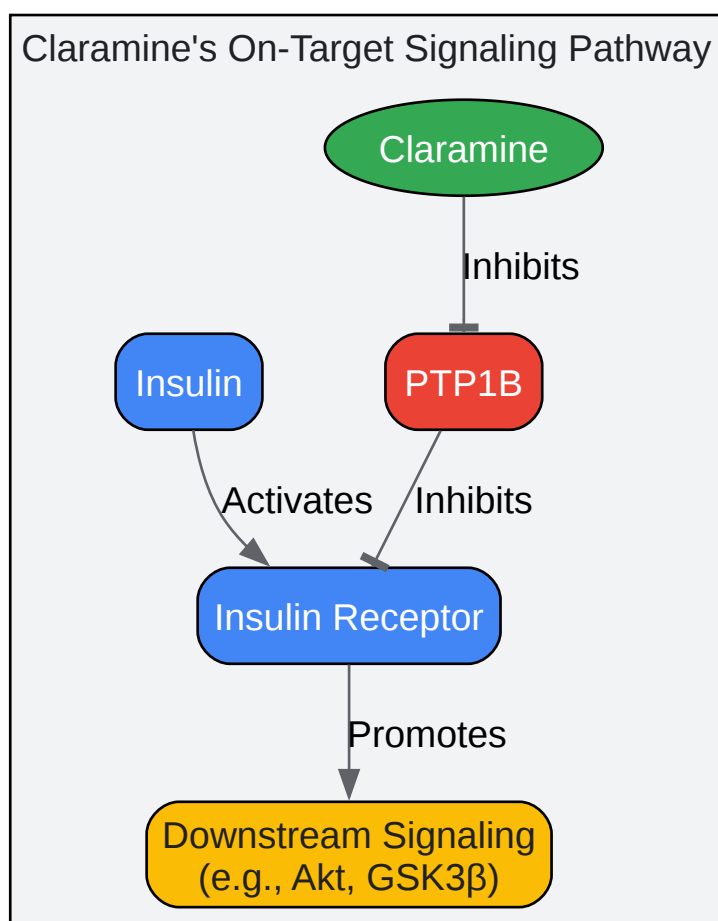 Claramine's On-Target Signaling Pathway
Claramine
Inhibits
Insulin
PTP1B
Activates
Inhibits
Insulin Receptor
Promotes
Downstream Signaling
(e.g., Akt, GSK3β)